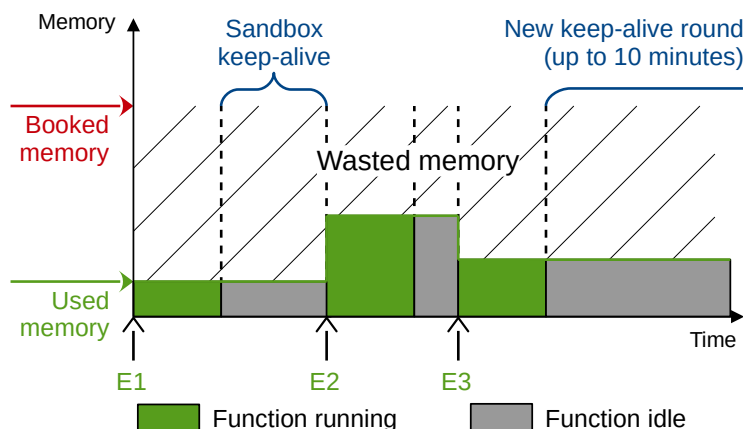 Memory
Sandbox
keep-alive
New keep-alive round
(up to 10 minutes)
Booked
memory
Wasted memory
Used
memory
Time
E1
E2
E3
Function running
Function idle